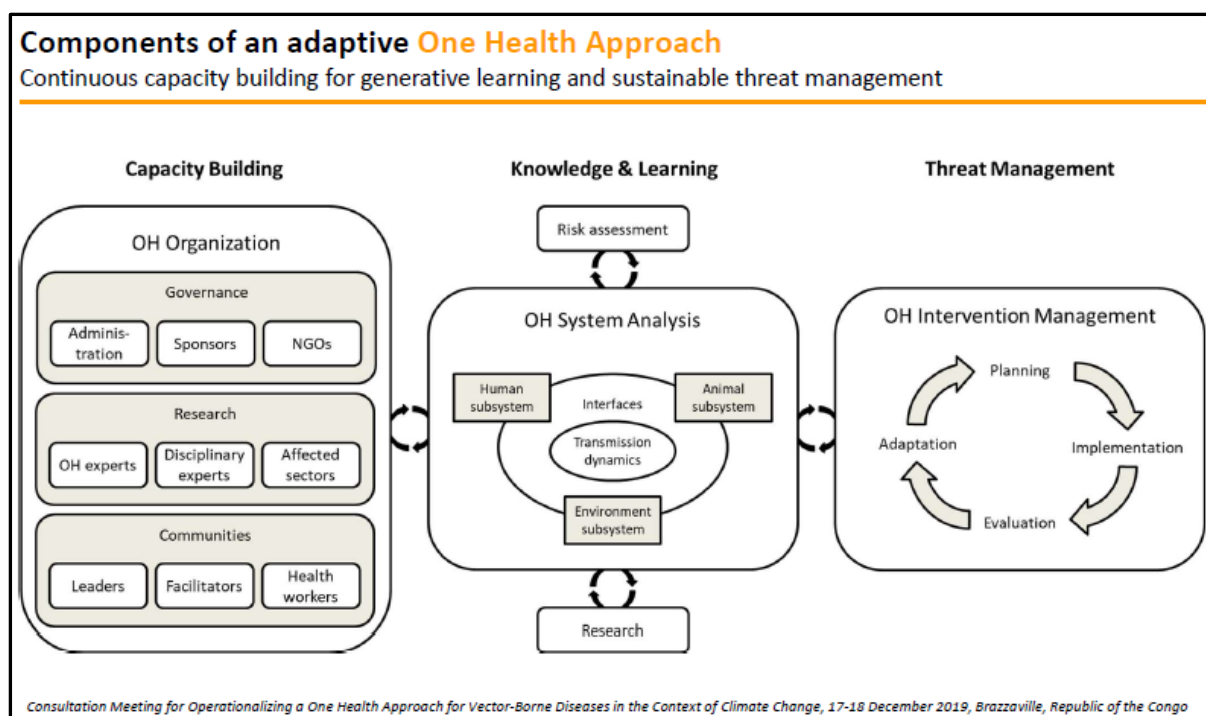 Components of an adaptive One Health Approach
Continuous capacity building for generative learning and sustainable threat management
Capacity Building
OH Organization
Governance
Adminis-
tration
Sponsors
NGOs
Research
OH experts
Disciplinary
experts
Affected
sectors
Communities
Leaders
Facilitators
Health
workers
Knowledge & Learning
Risk assessment
OH System Analysis
Human
subsystem
Interfaces
Animal
subsystem
Transmission
dynamics
Environment
subsystem
Research
Threat Management
OH Intervention Management
Planning
Adaptation
Implementation
Evaluation
Consultation Meeting for Operationalizing a One Health Approach for Vector-Borne Diseases in the Context of Climate Change, 17-18 December 2019, Brazzaville, Republic of the Congo